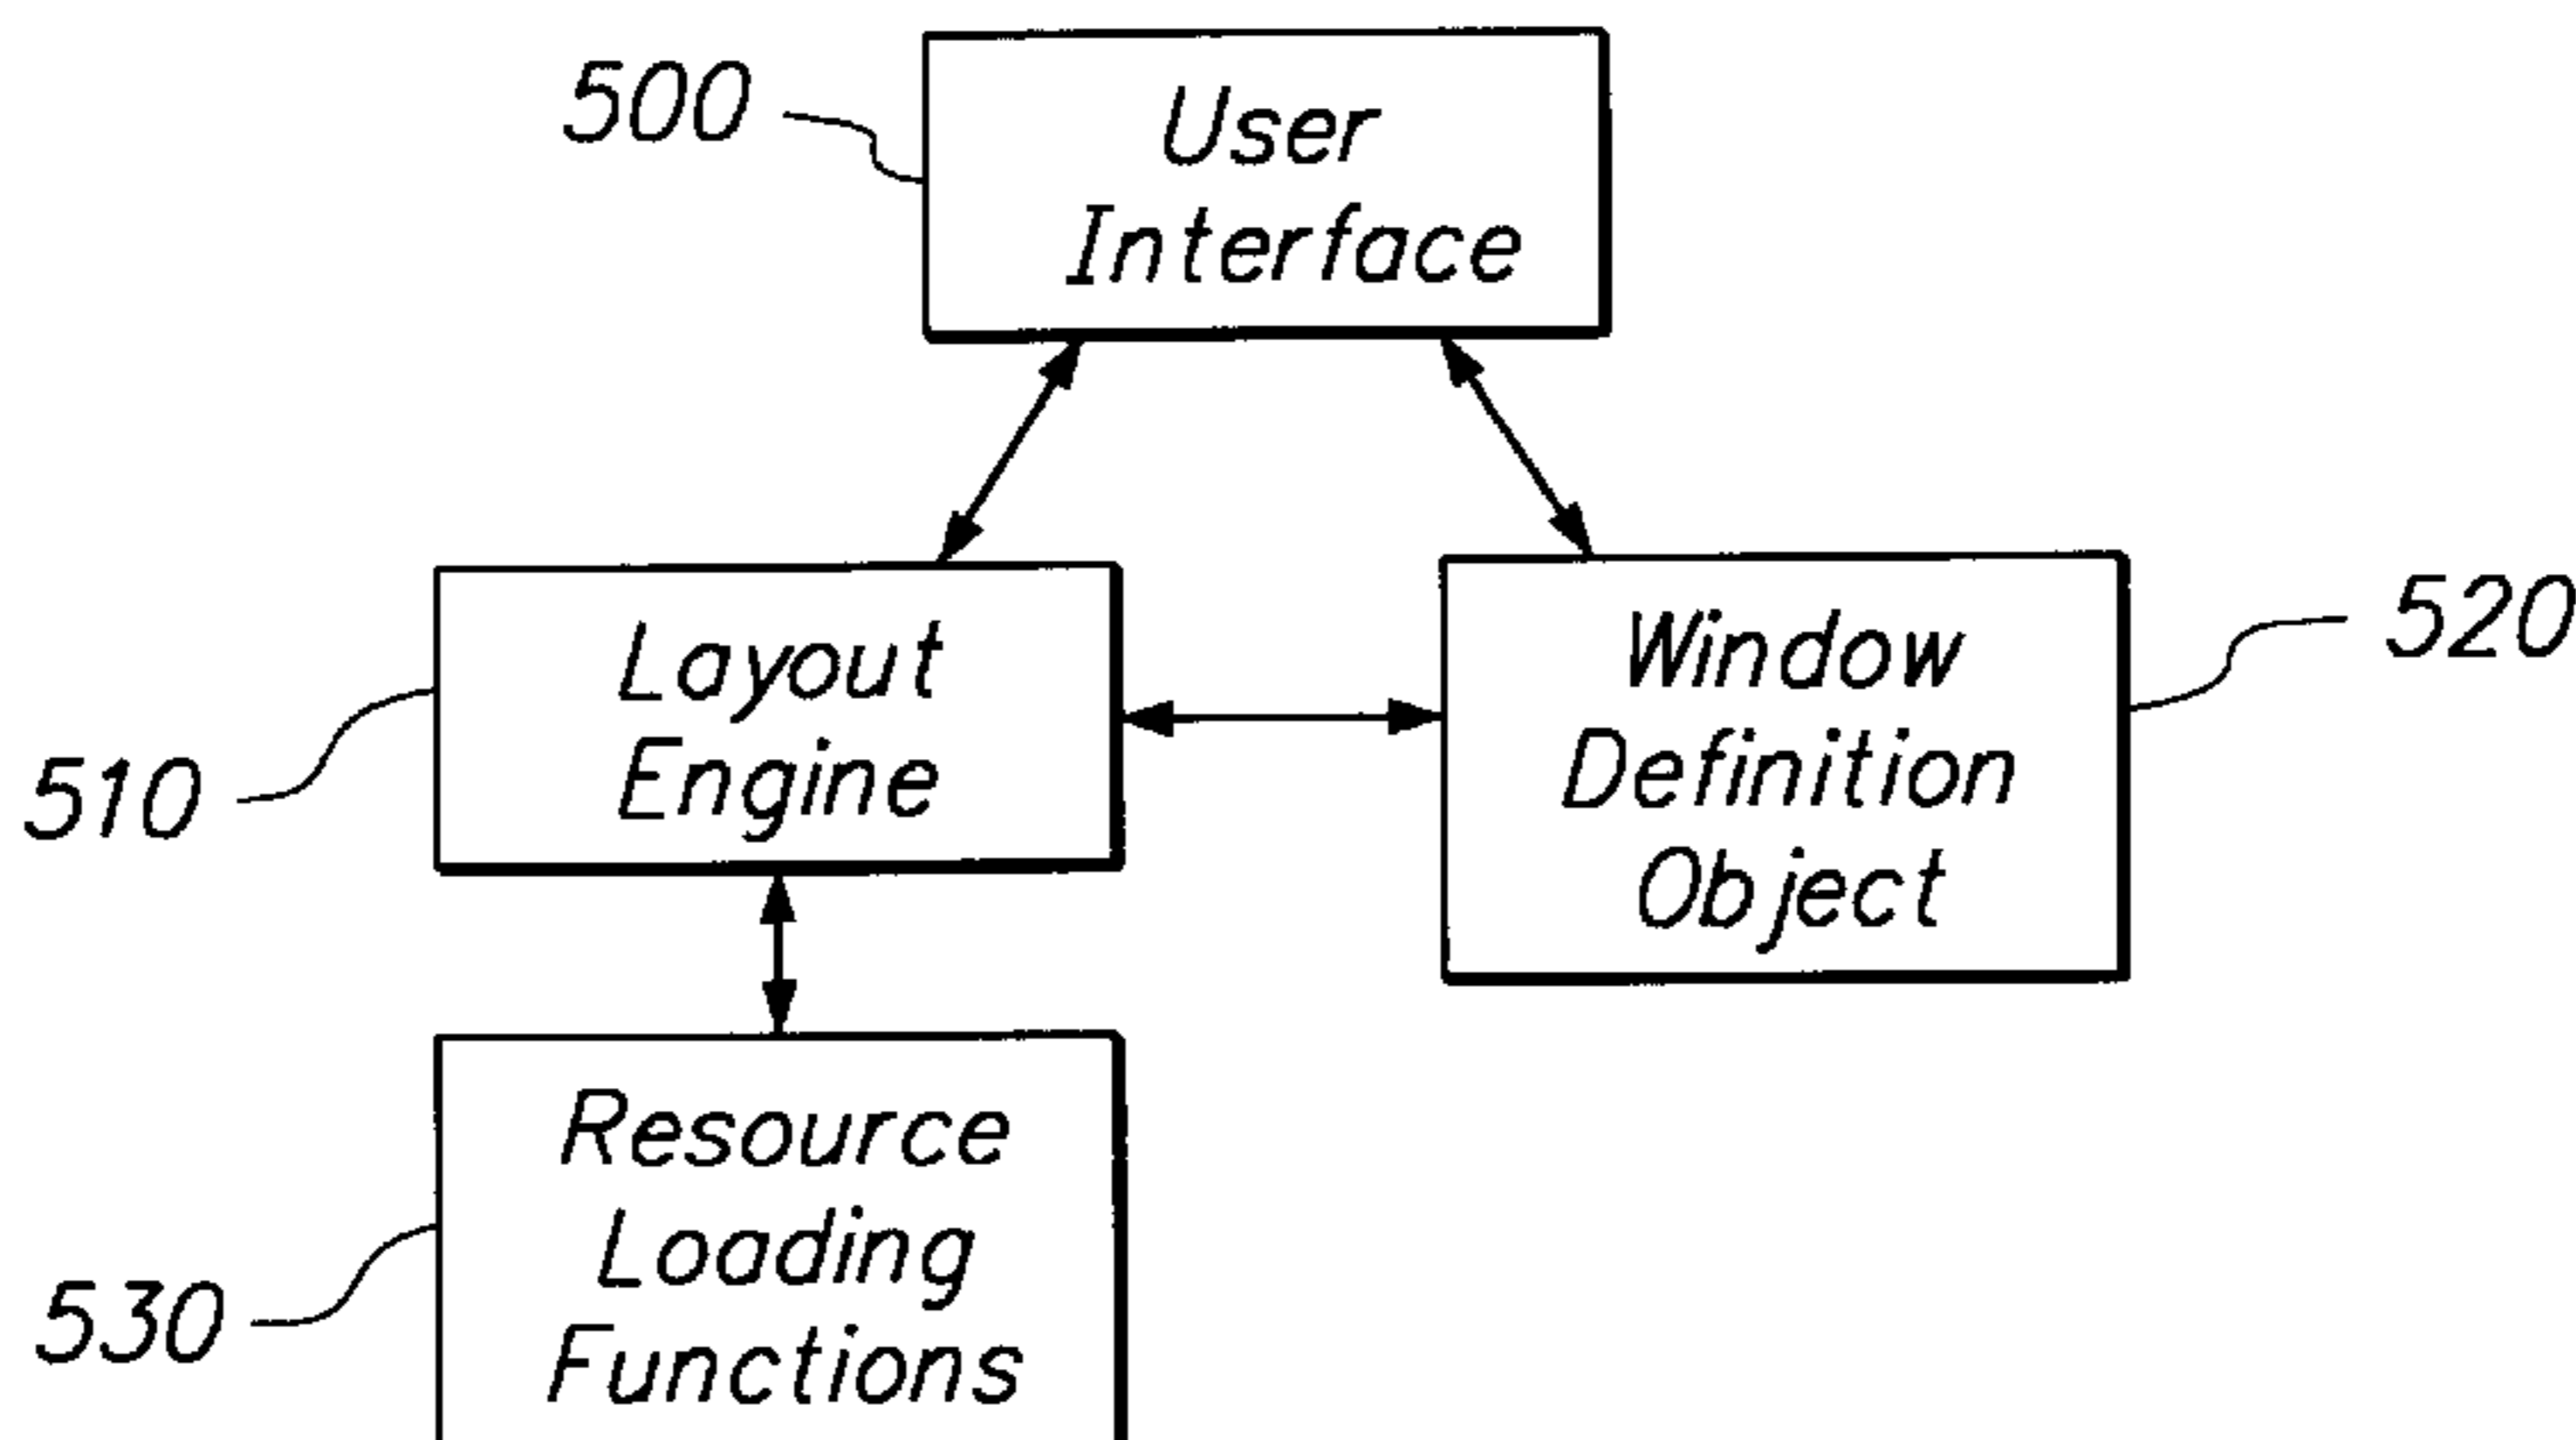 500
User
Interface
Layout
Engine
510
Window
Definition
Object
520
Resource
Loading
Functions
530